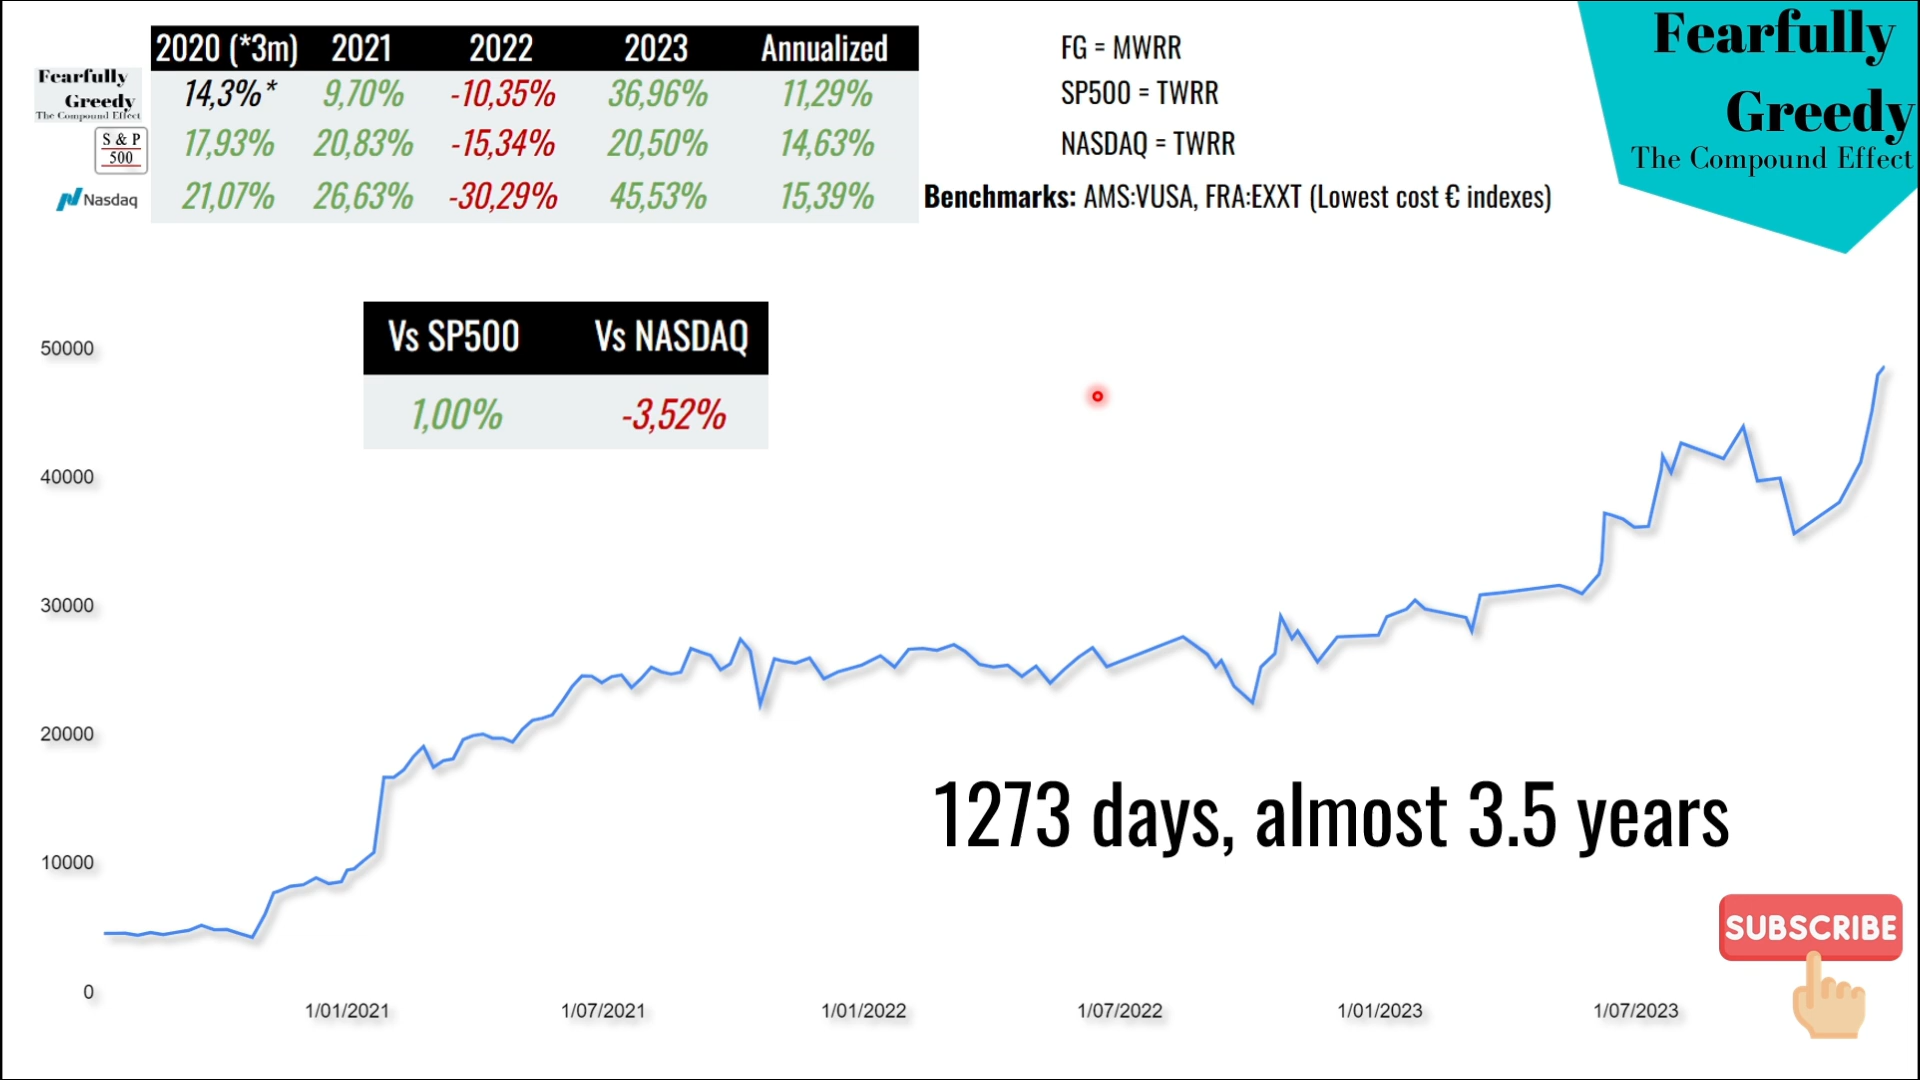 2020 (*3m) 2021 2022 2023 Annualized
Fearfully
Greedy
The Compound Effect
14,3%* 9,70% -10,35% 36,96% 11,29%
S & P
500
17,93% 20,83% -15,34% 20,50% 14,63%
Nasdaq
21,07% 26,63% -30,29% 45,53% 15,39%
FG = MWRR
SP500 = TWRR
NASDAQ = TWRR
Benchmarks: AMS:VUSA, FRA:EXXT (Lowest cost € indexes)
Fearfully
Greedy
The Compound Effect
Vs SP500 Vs NASDAQ
1,00% -3,52%
50000
40000
30000
20000
10000
0
1273 days, almost 3.5 years
SUBSCRIBE
1/01/2021 1/07/2021 1/01/2022 1/07/2022 1/01/2023 1/07/2023